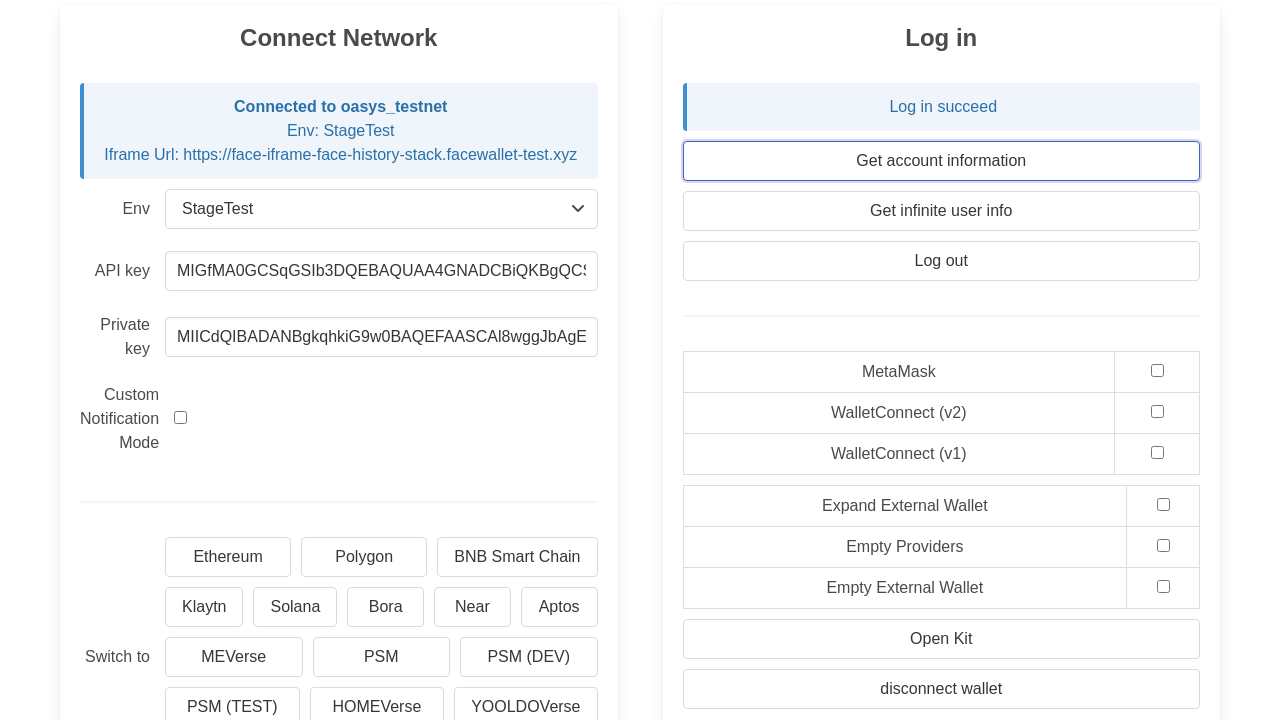 Connect Network
Connected to oasys_testnet
Env: StageTest
Iframe Url: https://face-iframe-face-history-stack.facewallet-test.xyz
Env
StageTest
API key
MIGfMA0GCSqGSIb3DQEBAQUAA4GNADCBiQKBgQCS
Private
key
MIICdQIBADANBgkqhkiG9w0BAQEFAASCAl8wggJbAgE
Custom
Notification
Mode
Ethereum
Polygon
BNB Smart Chain
Klaytn
Solana
Bora
Near
Aptos
Switch to
MEVerse
PSM
PSM (DEV)
PSM (TEST)
HOMEVerse
YOOLDOVerse
Log in
Log in succeed
Get account information
Get infinite user info
Log out
MetaMask
WalletConnect (v2)
WalletConnect (v1)
Expand External Wallet
Empty Providers
Empty External Wallet
Open Kit
disconnect wallet